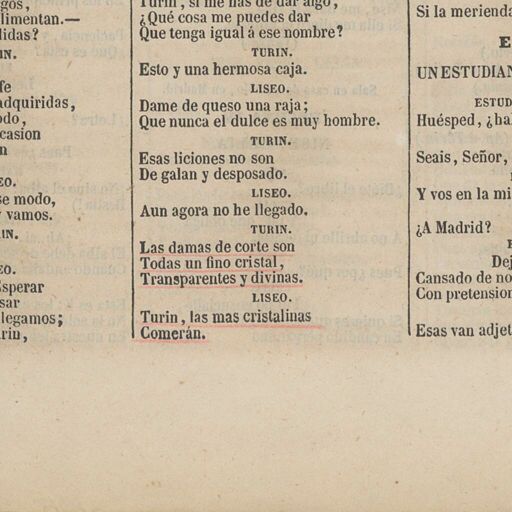 gos,
limentan.—
lidas?
IN.
fe
adquiridas,
odo,
casion
n
EO.
se modo,
y vamos.
IN.
EO.
Esperar
sar
llegamos;
rin,
Turin, si me has de dar algo,
¿Qué cosa me puedes dar
Que tenga igual á ese nombre?
TURIN.
Esto y una hermosa caja.
LISEO.
Dame de queso una raja;
Que nunca el dulce es muy hombre.
TURIN.
Esas liciones no son
De galan y desposado.
LISEO.
Aun agora no he llegado.
TURIN.
Las damas de corte son
Todas un fino cristal,
Transparentes y divinas.
LISEO.
Turin, las mas cristalinas
Comerán.
Si la merienda
E
UN ESTUDIAN
ESTUD
Huésped, ¿hal
Seais, Señor,
Y vos en la mi
¿A Madrid?
Dej
Cansado de no
Con pretension
Esas van adjet